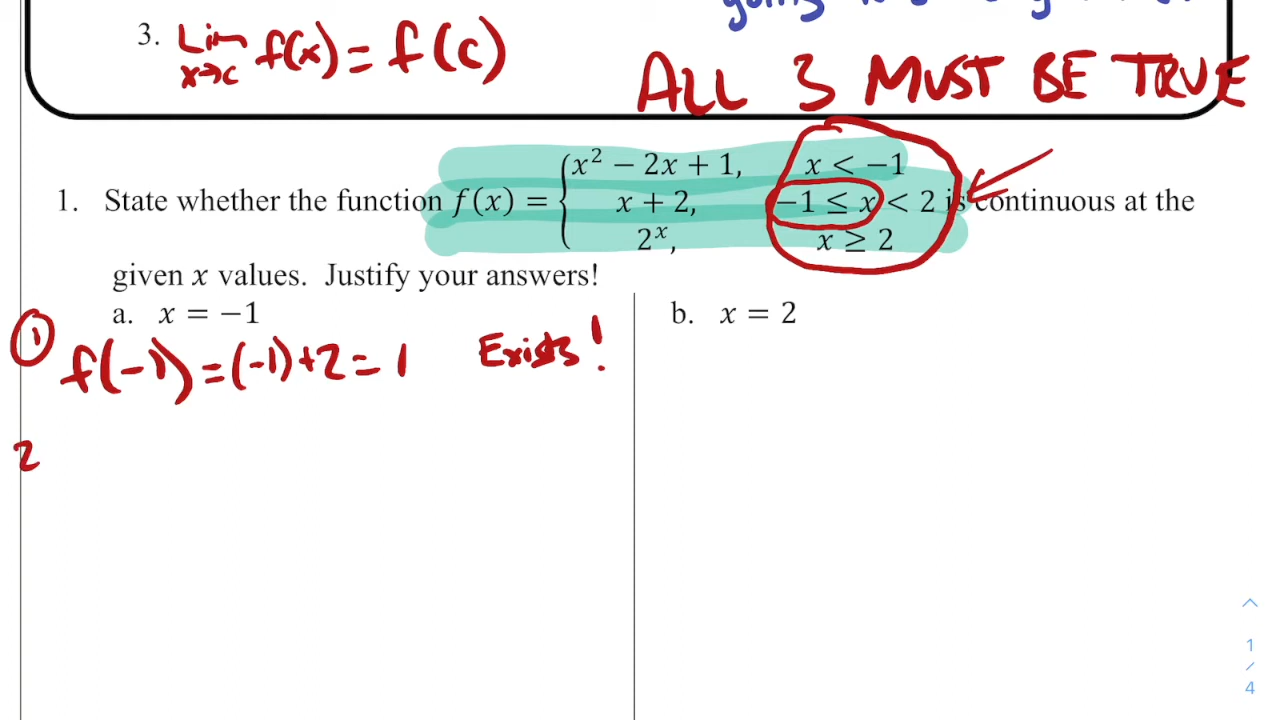 going
3. Lim x→c f(x) = f(c)
ALL 3 MUST BE TRUE
1. State whether the function f(x) = { x² − 2x + 1, x < −1
x + 2, −1 ≤ x < 2 is continuous at the
2ˣ, x ≥ 2
given x values. Justify your answers!
a. x = −1
b. x = 2
① f(-1) = (-1)+2 = 1 Exists!
2
1
/
4